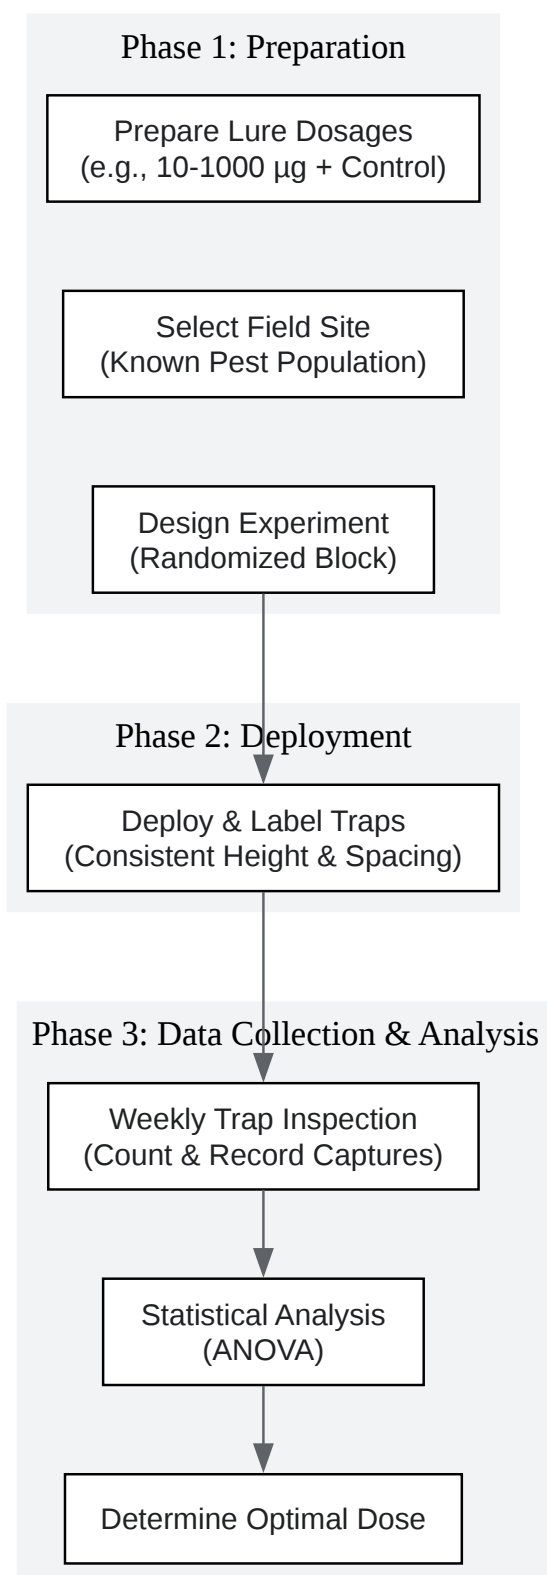 Phase 1: Preparation
Prepare Lure Dosages
(e.g., 10-1000 µg + Control)
Select Field Site
(Known Pest Population)
Design Experiment
(Randomized Block)
Phase 2: Deployment
Deploy & Label Traps
(Consistent Height & Spacing)
Phase 3: Data Collection & Analysis
Weekly Trap Inspection
(Count & Record Captures)
Statistical Analysis
(ANOVA)
Determine Optimal Dose